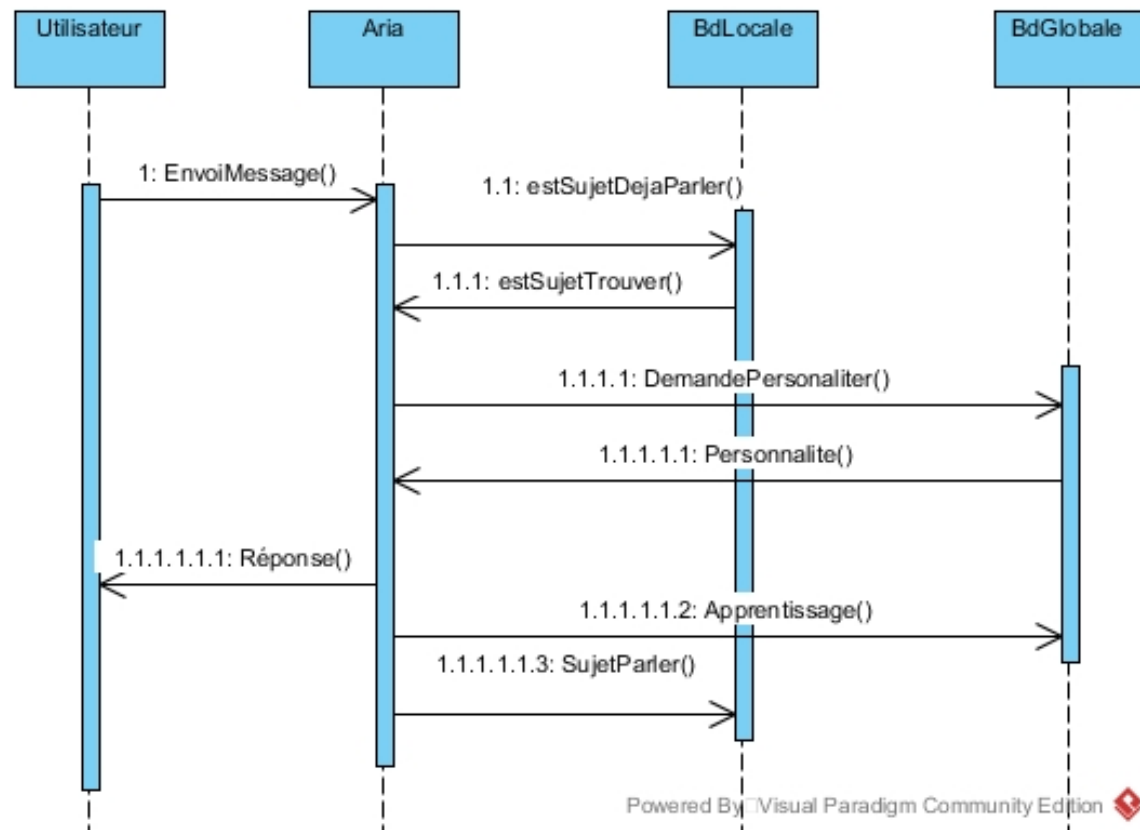 Utilisateur
Aria
BdLocale
BdGlobale
1: EnvoiMessage()
1.1: estSujetDejaParler()
1.1.1: estSujetTrouver()
1.1.1.1: DemandePersonaliter()
1.1.1.1.1: Personnalite()
1.1.1.1.1.1: Réponse()
1.1.1.1.1.2: Apprentissage()
1.1.1.1.1.3: SujetParler()
Powered By Visual Paradigm Community Edition